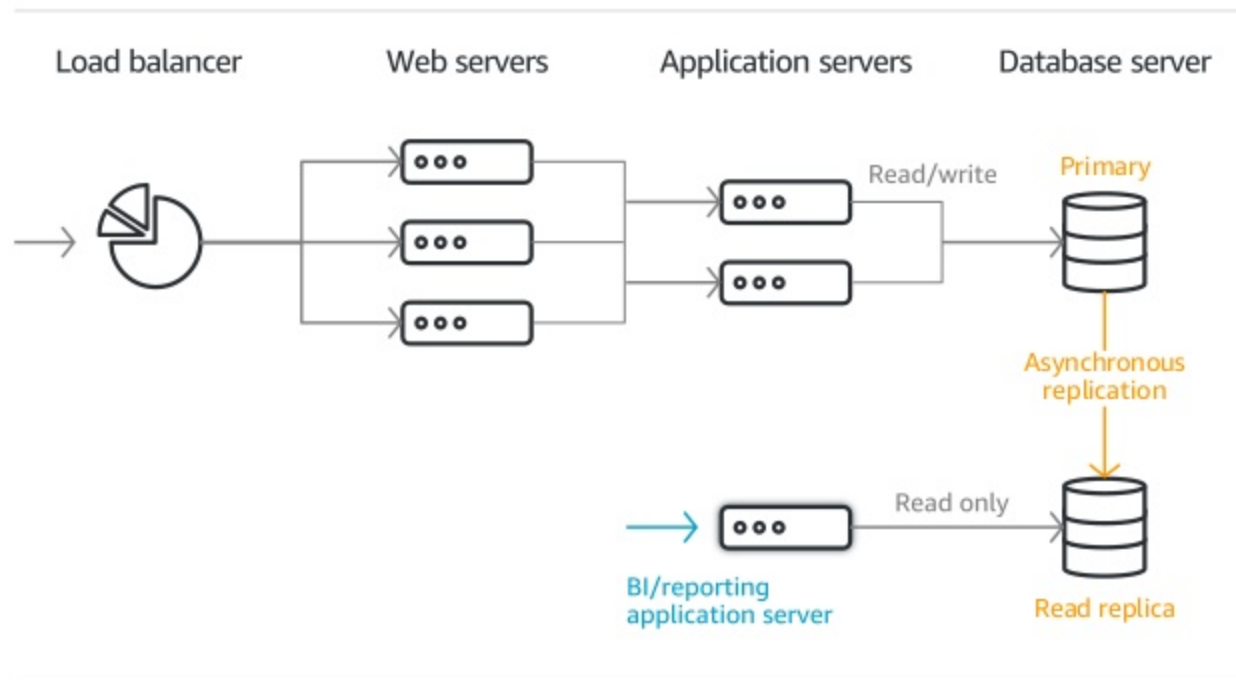 Load balancer
Web servers
Application servers
Database server
Read/write
Primary
Asynchronous
replication
Read only
BI/reporting
application server
Read replica